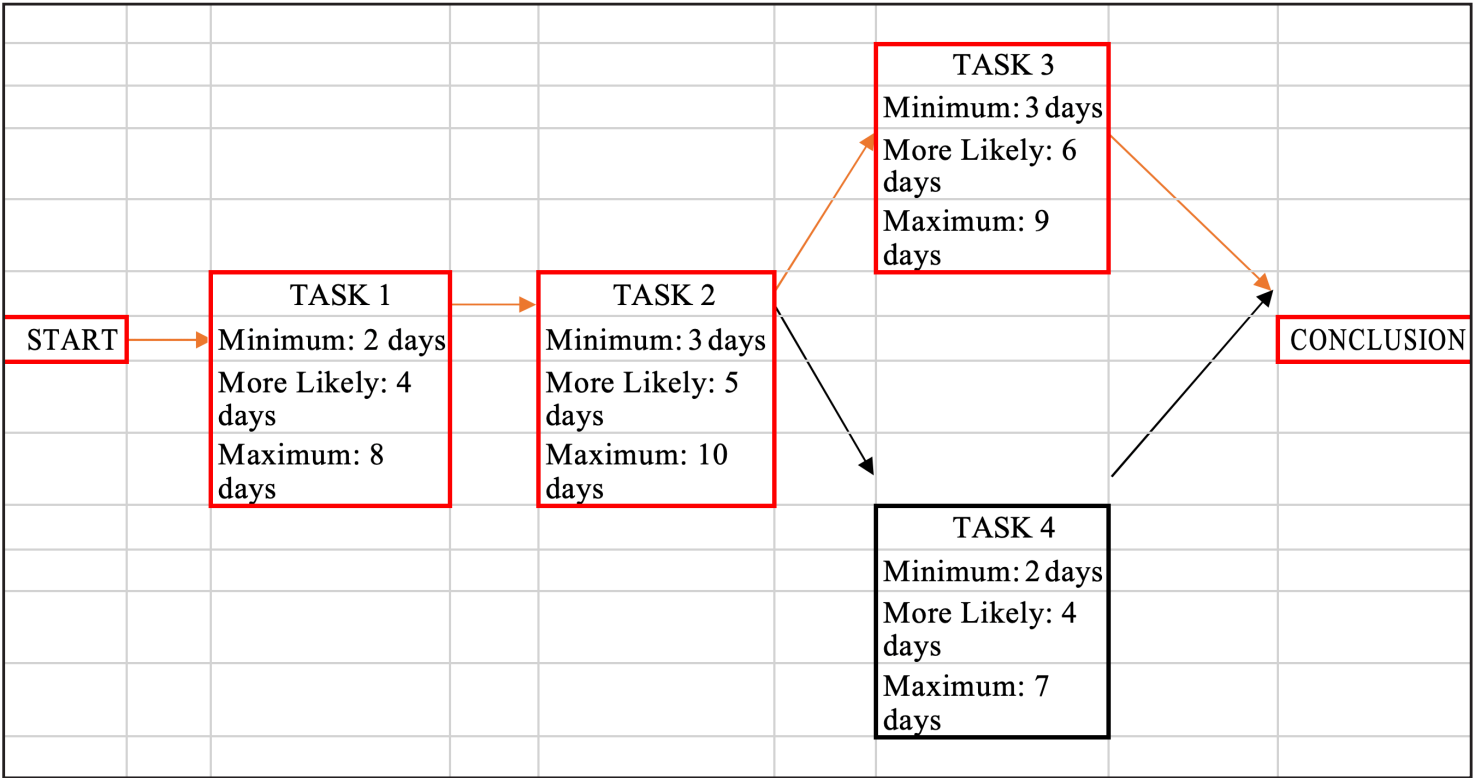 START
TASK 1
Minimum: 2 days
More Likely: 4
days
Maximum: 8
days
TASK 2
Minimum: 3 days
More Likely: 5
days
Maximum: 10
days
TASK 3
Minimum: 3 days
More Likely: 6
days
Maximum: 9
days
TASK 4
Minimum: 2 days
More Likely: 4
days
Maximum: 7
days
CONCLUSION